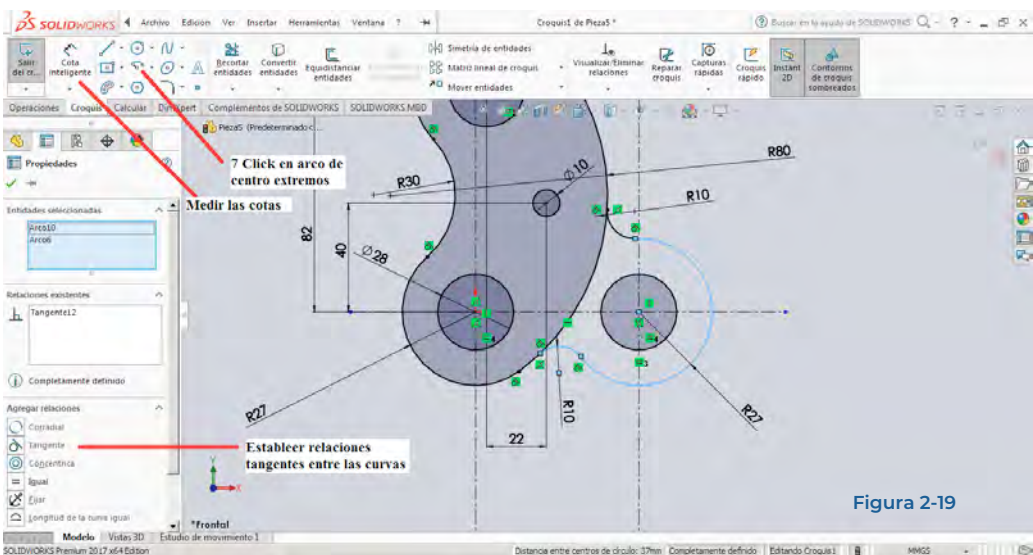 SOLIDWORKS
Archivo Edición Ver Insertar Herramientas Ventana ?
Croquis1 de Pieza5 *
Buscar en la ayuda de SOLIDWORKS
Salir del cr...
Cota inteligente
Recortar entidades
Convertir entidades
Equidistanciar entidades
Simetría de entidades
Matriz lineal de croquis
Mover entidades
Visualizar/Eliminar relaciones
Reparar croquis
Capturas rápidas
Croquis rápido
Instant 2D
Contornos de croquis sombreados
Operaciones Croquis Calcular DimXpert Complementos de SOLIDWORKS SOLIDWORKS MBD
Pieza5 (Predeterminado<...
Propiedades
7 Click en arco de
centro extremos
Medir las cotas
Entidades seleccionadas
Arco10
Arco6
Relaciones existentes
Tangente12
Completamente definido
Agregar relaciones
Corradial
Tangente
Concéntrica
Igual
Fijar
Longitud de la curva igual
Estableer relaciones
tangentes entre las curvas
R80
R30
Ø10
R10
82
40
Ø28
R27
22
R10
R27
Y
X
*Frontal
Figura 2-19
Modelo Vistas 3D Estudio de movimiento 1
SOLIDWORKS Premium 2017 x64 Edition
Distancia entre centros de círculo: 37mm Completamente definido Editando Croquis1 MMGS